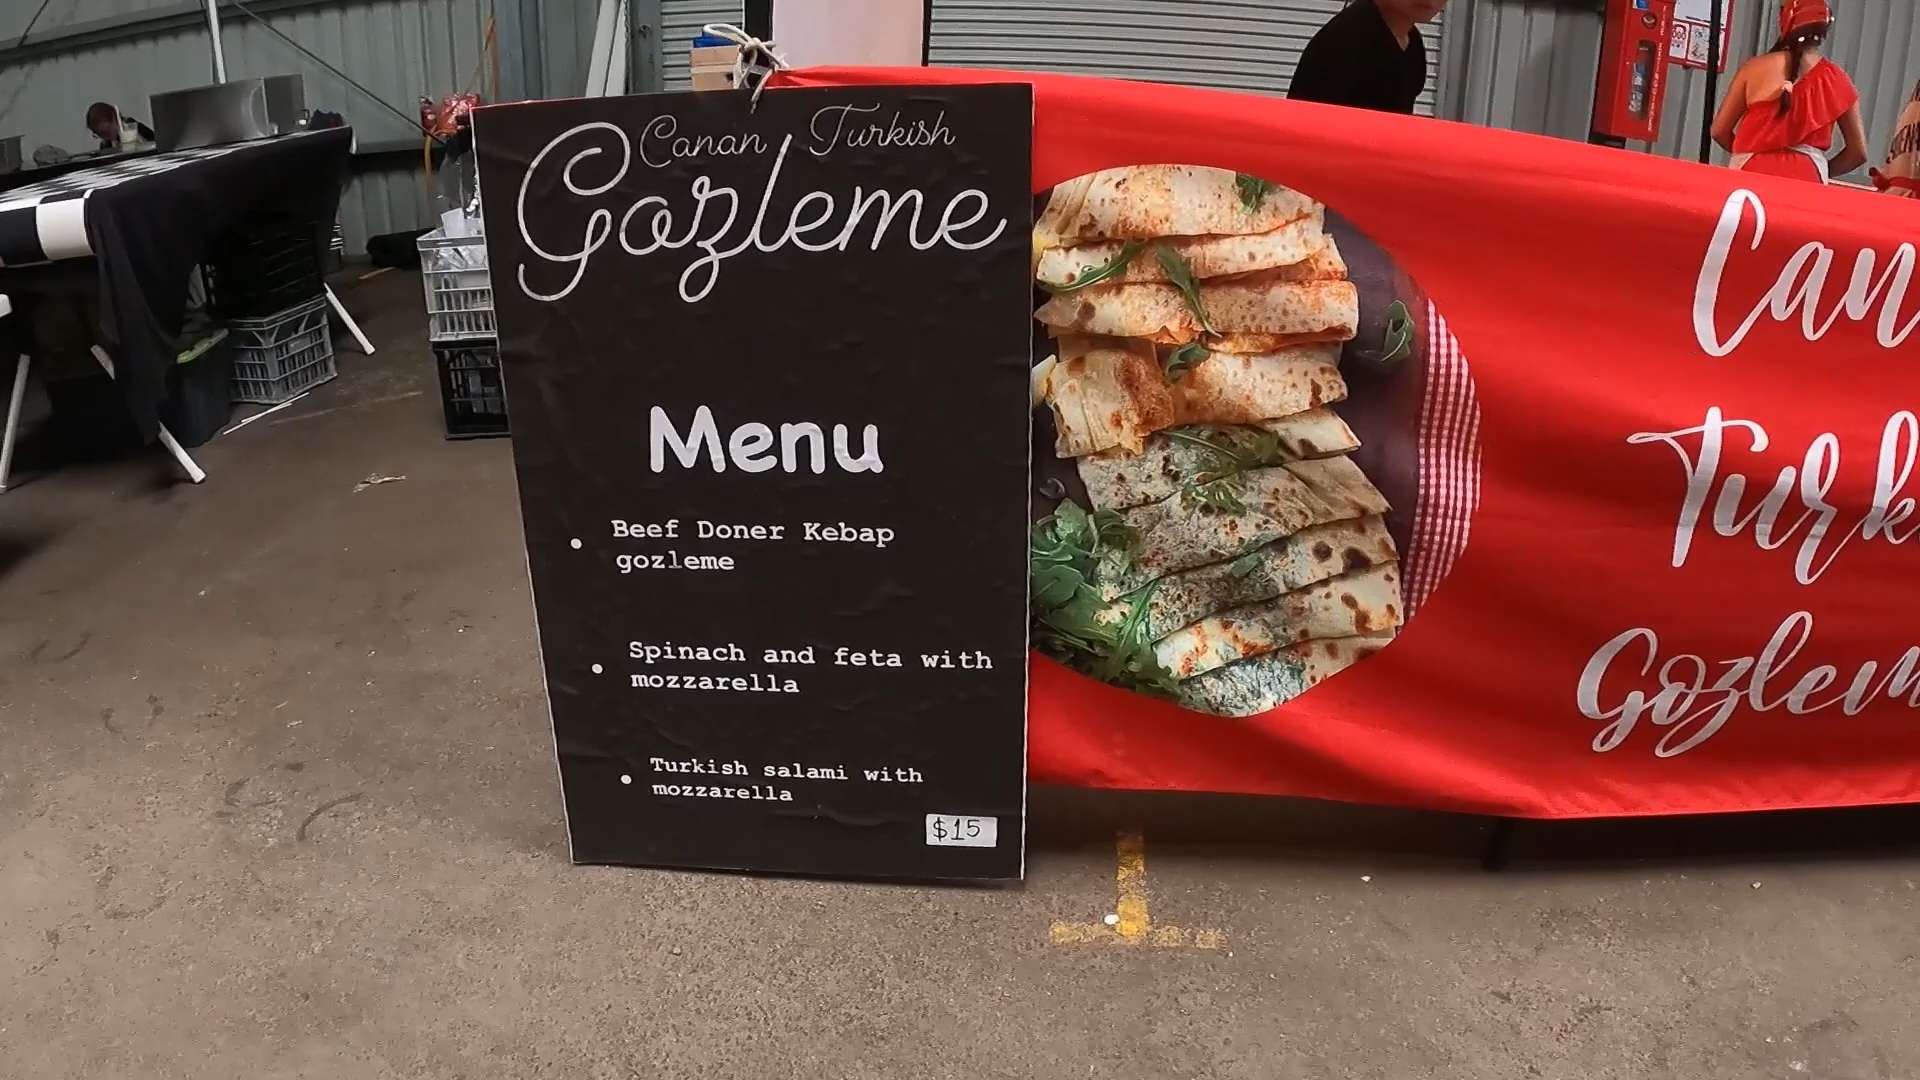 Canan Turkish
Gozleme
Menu
• Beef Doner Kebap
gozleme
• Spinach and feta with
mozzarella
• Turkish salami with
mozzarella
$15
Can
Turk
Gozlem